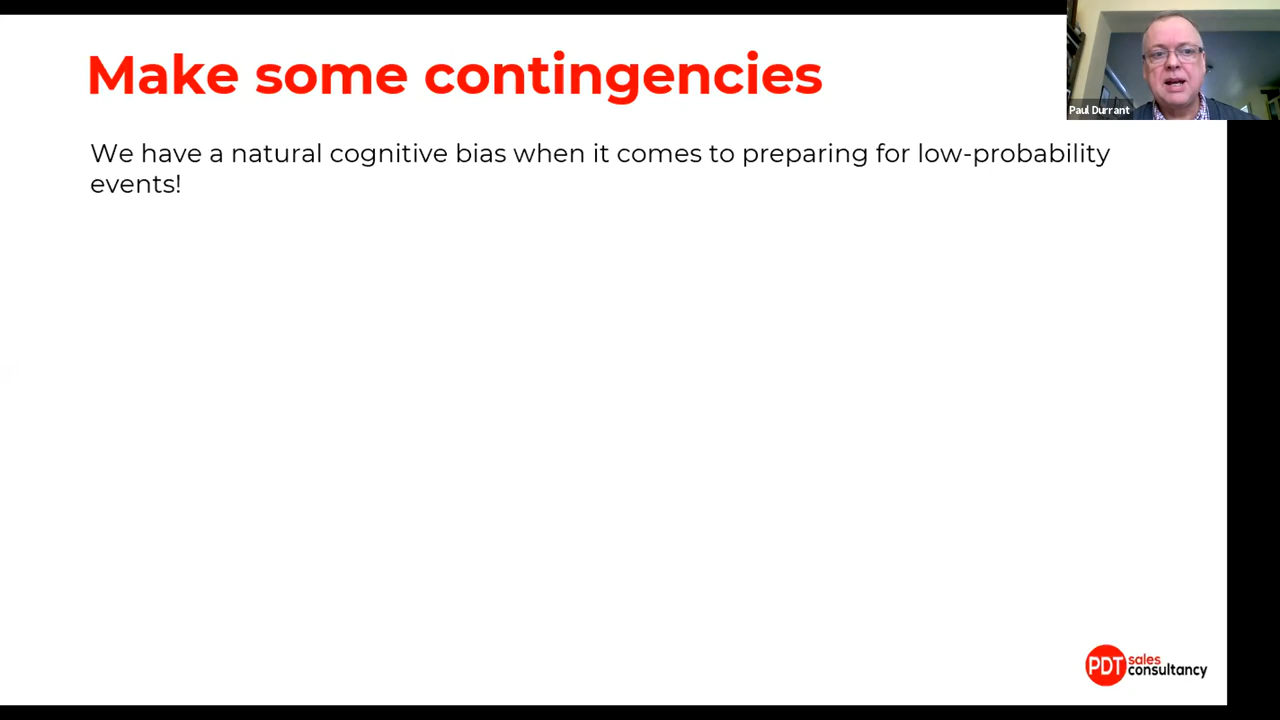 Make some contingencies
Paul Durrant
We have a natural cognitive bias when it comes to preparing for low-probability
events!
PDT sales
consultancy